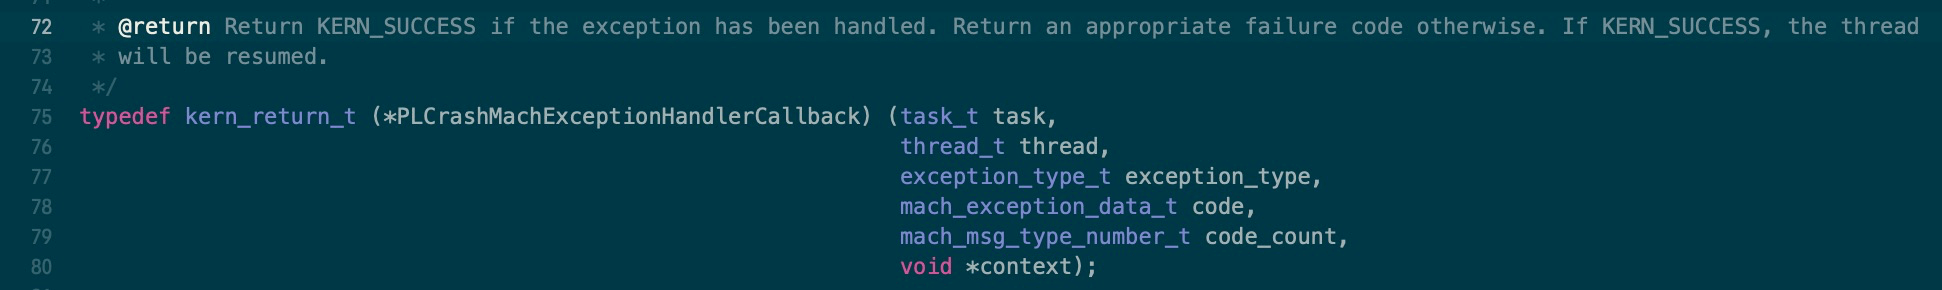 72 * @return Return KERN_SUCCESS if the exception has been handled. Return an appropriate failure code otherwise. If KERN_SUCCESS, the thread
73 * will be resumed.
74 */
75 typedef kern_return_t (*PLCrashMachExceptionHandlerCallback) (task_t task,
76 thread_t thread,
77 exception_type_t exception_type,
78 mach_exception_data_t code,
79 mach_msg_type_number_t code_count,
80 void *context);